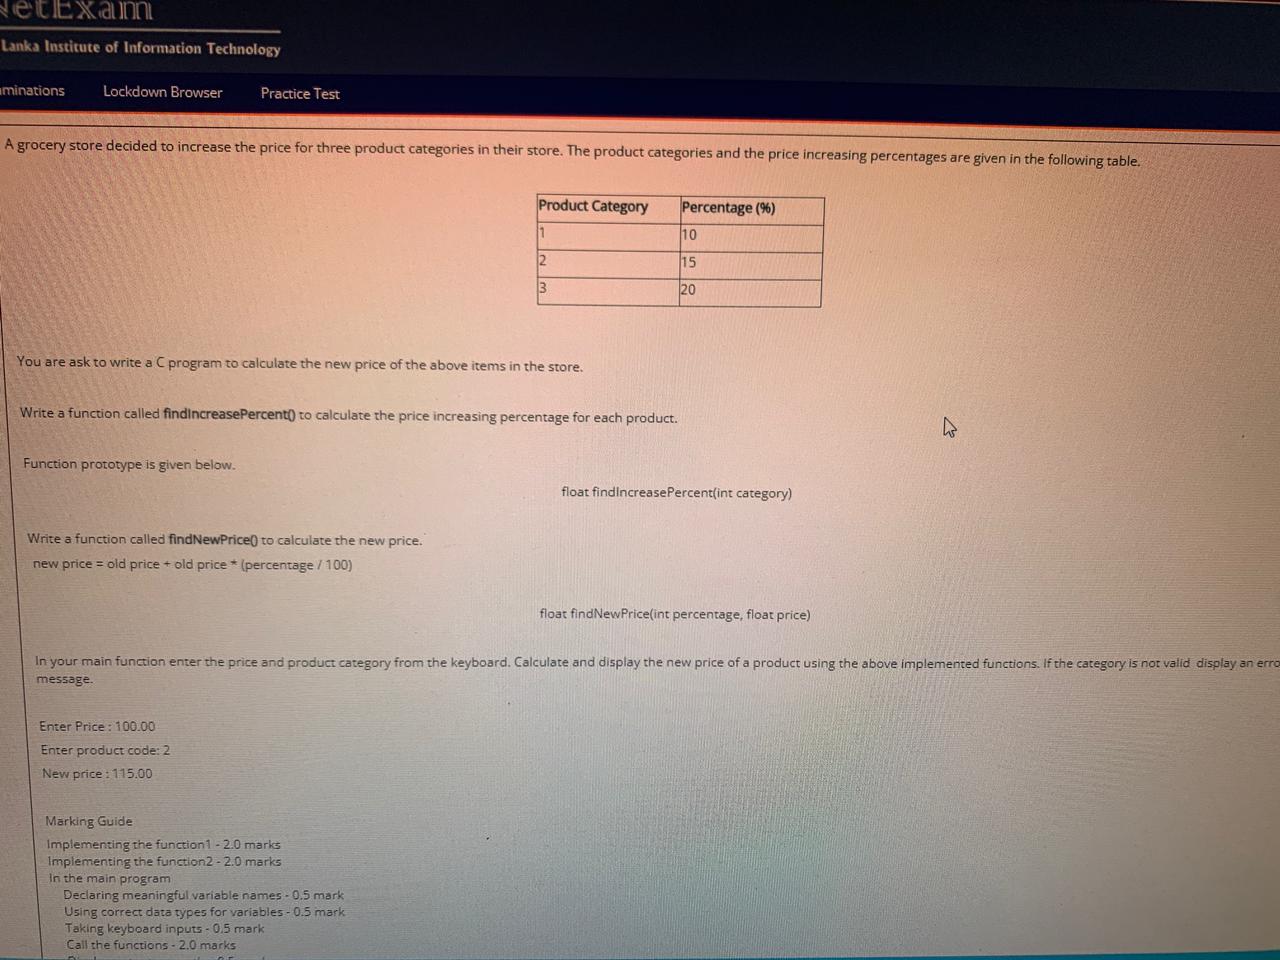 NetExam
Lanka Institute of Information Technology
minations Lockdown Browser Practice Test
A grocery store decided to increase the price for three product categories in their store. The product categories and the price increasing percentages are given in the following table.
Product Category Percentage (%)
1 10
2 15
3 20
You are ask to write a C program to calculate the new price of the above items in the store.
Write a function called findIncreasePercent() to calculate the price increasing percentage for each product.
Function prototype is given below.
float findIncreasePercent(int category)
Write a function called findNewPrice() to calculate the new price.
new price = old price + old price * (percentage / 100)
float findNewPrice(int percentage, float price)
In your main function enter the price and product category from the keyboard. Calculate and display the new price of a product using the above implemented functions. If the category is not valid display an erro
message.
Enter Price : 100.00
Enter product code: 2
New price : 115.00
Marking Guide
Implementing the function1 - 2.0 marks
Implementing the function2 - 2.0 marks
In the main program
Declaring meaningful variable names - 0.5 mark
Using correct data types for variables - 0.5 mark
Taking keyboard inputs - 0.5 mark
Call the functions - 2.0 marks